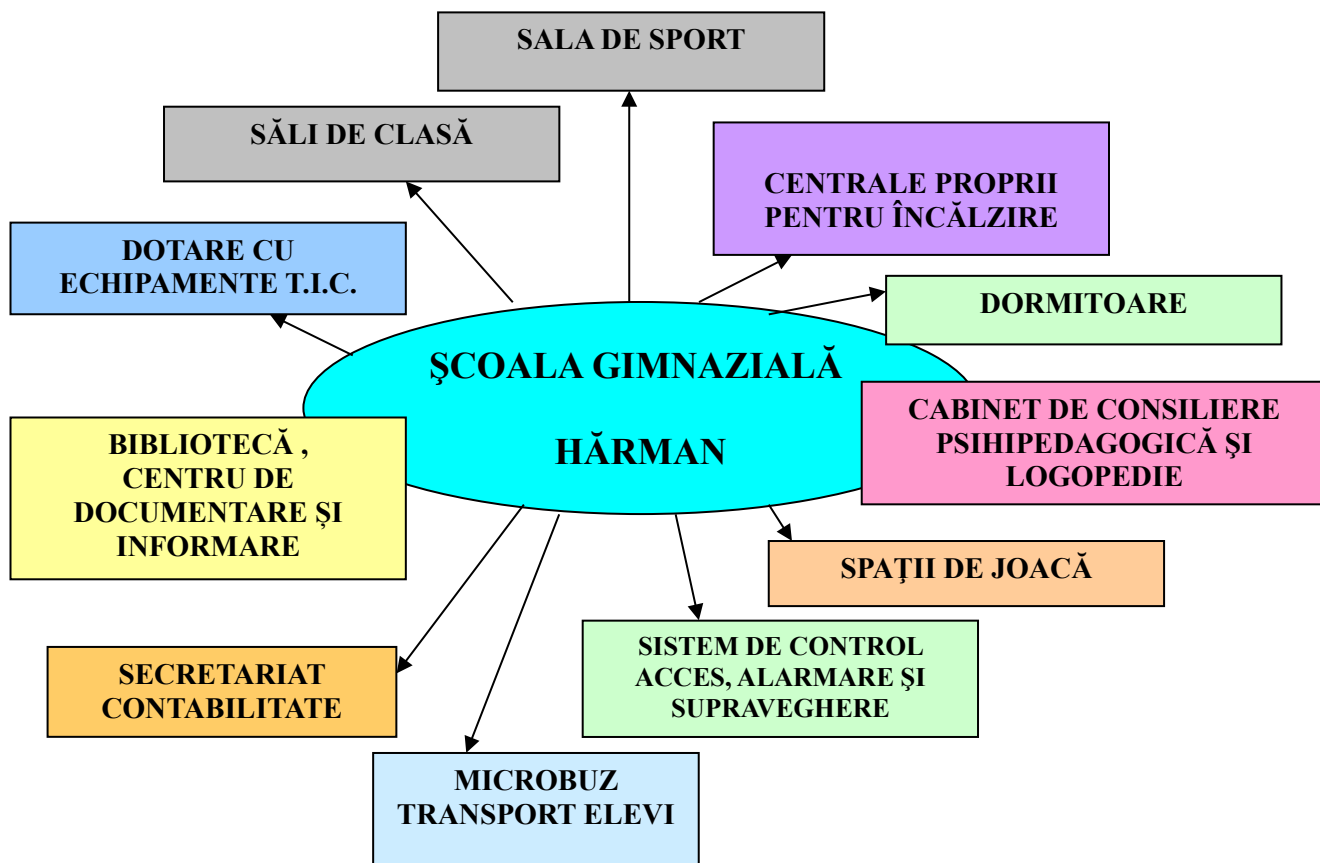 SALA DE SPORT
SĂLI DE CLASĂ
CENTRALE PROPRII
PENTRU ÎNCĂLZIRE
DOTARE CU
ECHIPAMENTE T.I.C.
DORMITOARE
ŞCOALA GIMNAZIALĂ
HĂRMAN
CABINET DE CONSILIERE
PSIHIPEDAGOGICĂ ŞI
LOGOPEDIE
BIBLIOTECĂ ,
CENTRU DE
DOCUMENTARE ȘI
INFORMARE
SPAŢII DE JOACĂ
SISTEM DE CONTROL
ACCES, ALARMARE ŞI
SUPRAVEGHERE
SECRETARIAT
CONTABILITATE
MICROBUZ
TRANSPORT ELEVI